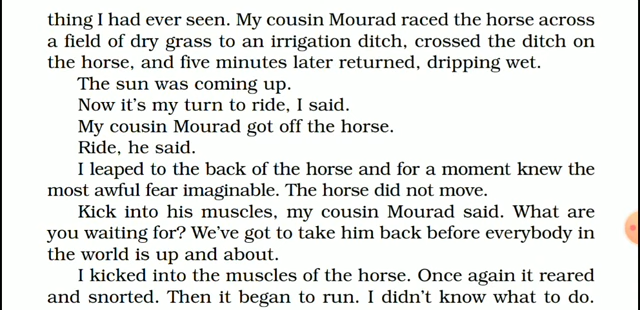 thing I had ever seen. My cousin Mourad raced the horse across
a field of dry grass to an irrigation ditch, crossed the ditch on
the horse, and five minutes later returned, dripping wet.
The sun was coming up.
Now it's my turn to ride, I said.
My cousin Mourad got off the horse.
Ride, he said.
I leaped to the back of the horse and for a moment knew the
most awful fear imaginable. The horse did not move.
Kick into his muscles, my cousin Mourad said. What are
you waiting for? We've got to take him back before everybody in
the world is up and about.
I kicked into the muscles of the horse. Once again it reared
and snorted. Then it began to run. I didn't know what to do.